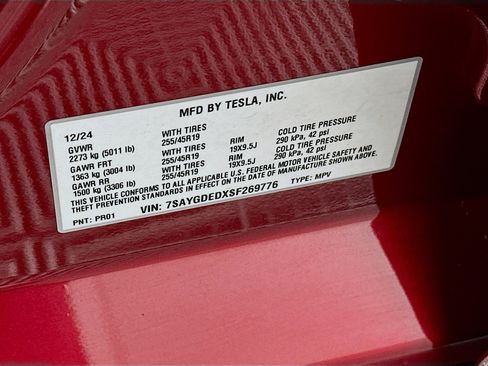 MFD BY TESLA, INC.
12/24
GVWR WITH TIRES RIM COLD TIRE PRESSURE
2273 kg (5011 lb) 255/45R19 19X9.5J 290 kPa, 42 psi
GAWR FRT WITH TIRES RIM COLD TIRE PRESSURE
1363 kg (3004 lb) 255/45R19 19X9.5J 290 kPa, 42 psi
GAWR RR WITH TIRES
1500 kg (3306 lb) 255/45R19
THIS VEHICLE CONFORMS TO ALL APPLICABLE U.S. FEDERAL MOTOR VEHICLE SAFETY AND
THEFT PREVENTION STANDARDS IN EFFECT ON THE DATE OF MANUFACTURE SHOWN ABOVE.
VIN: 7SAYGDEDXSF269776 TYPE: MPV
PNT: PR01